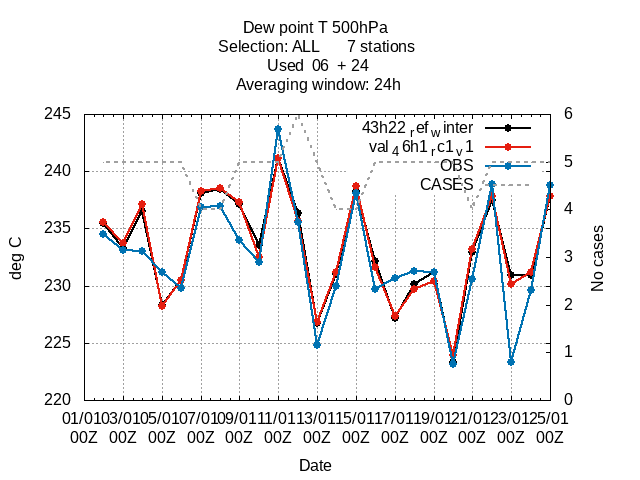 Dew point T 500hPa
Selection: ALL 7 stations
Used 06 + 24
Averaging window: 24h
245 6
43h22refwinter
val46h1rc1v1
OBS
CASES
240 5
235 4
230 3
225 2
220 1
0
deg C
No cases
01/01 03/01 05/01 07/01 09/01 11/01 13/01 15/01 17/01 19/01 21/01 23/01 25/01
00Z 00Z 00Z 00Z 00Z 00Z 00Z 00Z 00Z 00Z 00Z 00Z 00Z
Date